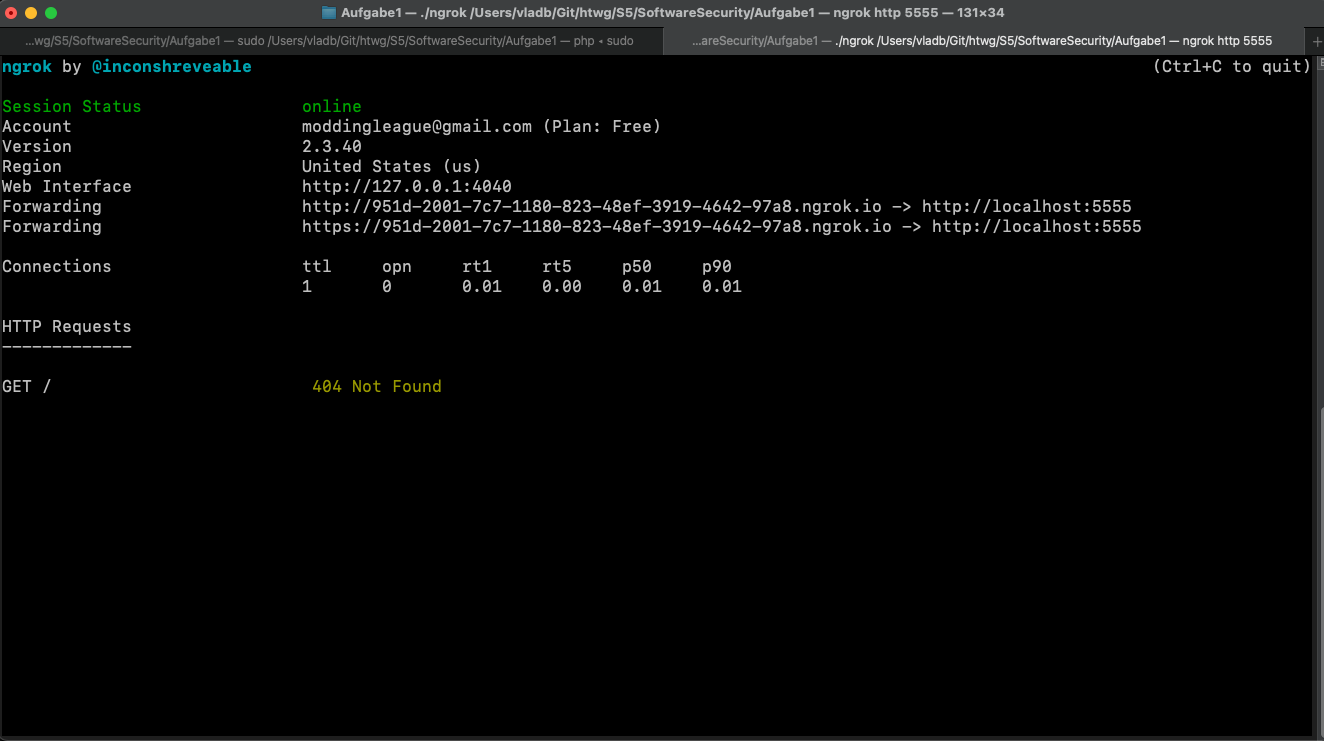 Aufgabe1 — ./ngrok /Users/vladb/Git/htwg/S5/SoftwareSecurity/Aufgabe1 — ngrok http 5555 — 131×34
...wg/S5/SoftwareSecurity/Aufgabe1 — sudo /Users/vladb/Git/htwg/S5/SoftwareSecurity/Aufgabe1 — php ◂ sudo
...areSecurity/Aufgabe1 — ./ngrok /Users/vladb/Git/htwg/S5/SoftwareSecurity/Aufgabe1 — ngrok http 5555 +
ngrok by @inconshreveable (Ctrl+C to quit)
Session Status online
Account moddingleague@gmail.com (Plan: Free)
Version 2.3.40
Region United States (us)
Web Interface http://127.0.0.1:4040
Forwarding http://951d-2001-7c7-1180-823-48ef-3919-4642-97a8.ngrok.io -> http://localhost:5555
Forwarding https://951d-2001-7c7-1180-823-48ef-3919-4642-97a8.ngrok.io -> http://localhost:5555
Connections ttl opn rt1 rt5 p50 p90
1 0 0.01 0.00 0.01 0.01
HTTP Requests
-------------
GET / 404 Not Found